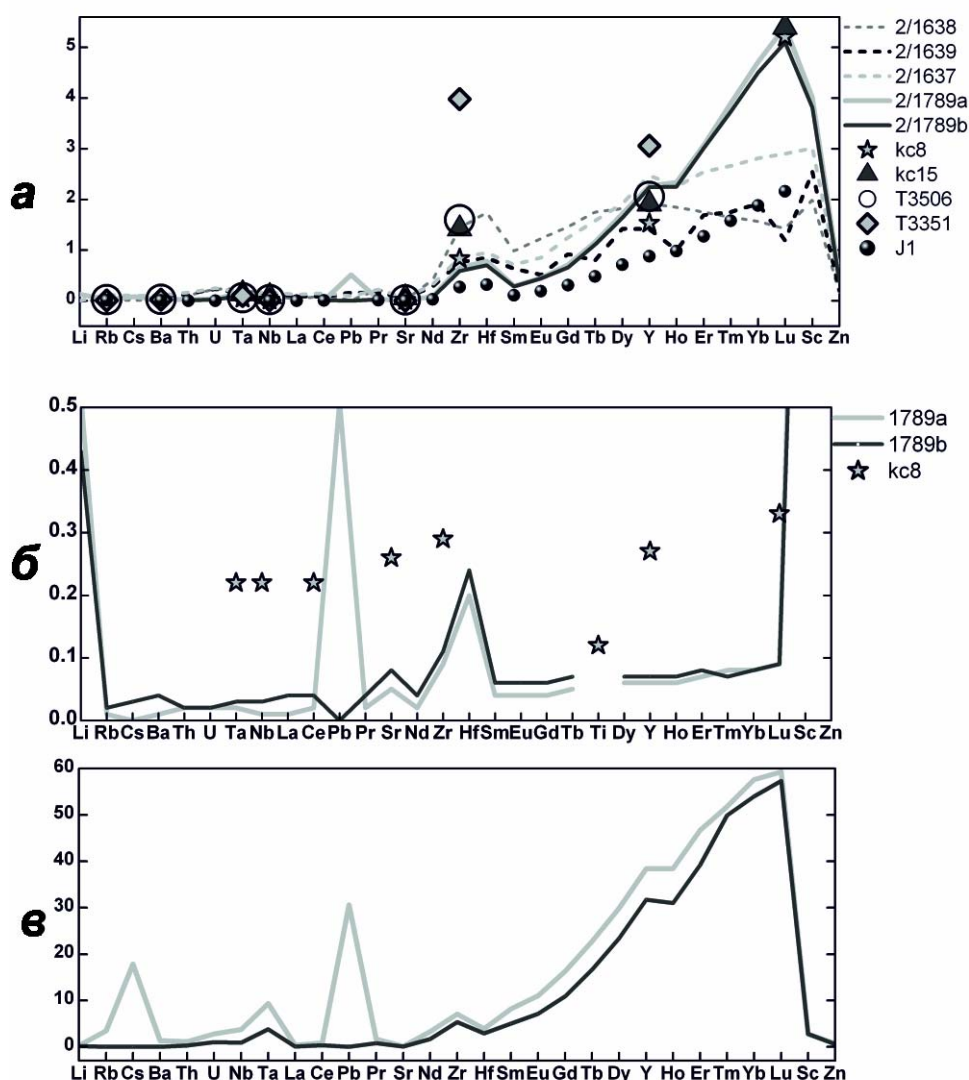 а
5
4
3
2
1
0
Li Rb Cs Ba Th U Ta Nb La Ce Pb Pr Sr Nd Zr Hf Sm Eu Gd Tb Dy Y Ho Er Tm Yb Lu Sc Zn
2/1638
2/1639
2/1637
2/1789a
2/1789b
kc8
kc15
T3506
T3351
J1
б
0.5
0.4
0.3
0.2
0.1
0.0
Li Rb Cs Ba Th U Ta Nb La Ce Pb Pr Sr Nd Zr Hf Sm Eu Gd Tb Ti Dy Y Ho Er Tm Yb Lu Sc Zn
1789a
1789b
kc8
в
60
50
40
30
20
10
0
Li Rb Cs Ba Th U Nb Ta La Ce Pb Pr Sr Nd Zr Hf Sm Eu Gd Tb Dy Y Ho Er Tm Yb Lu Sc Zn